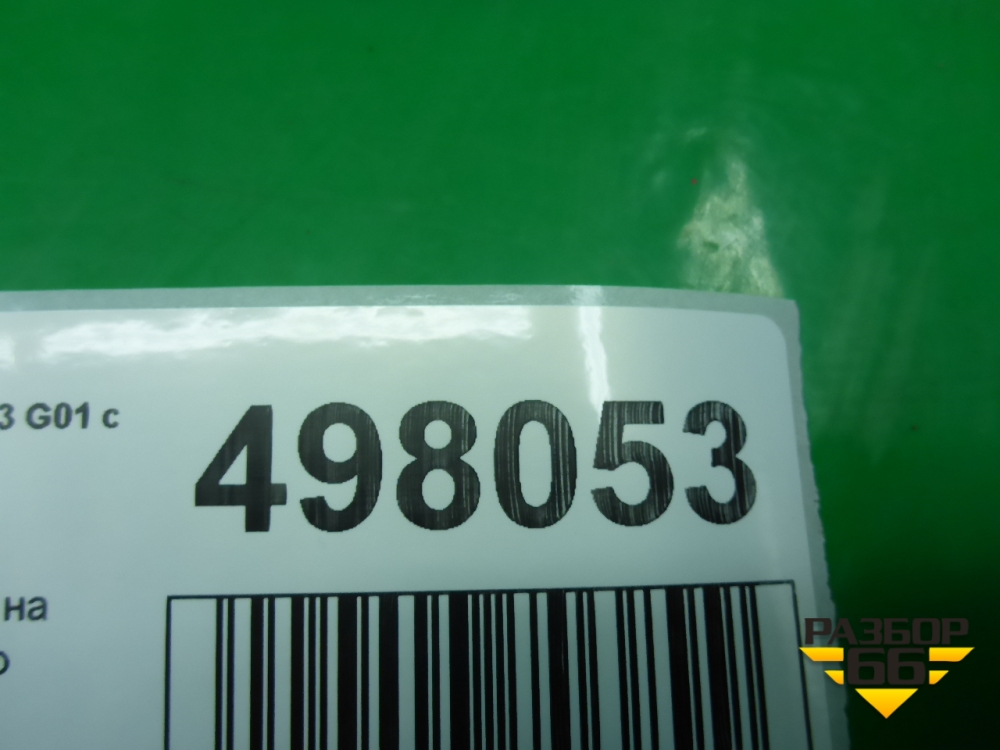 3 G01 с
498053
на
о
РАЗБОР
66